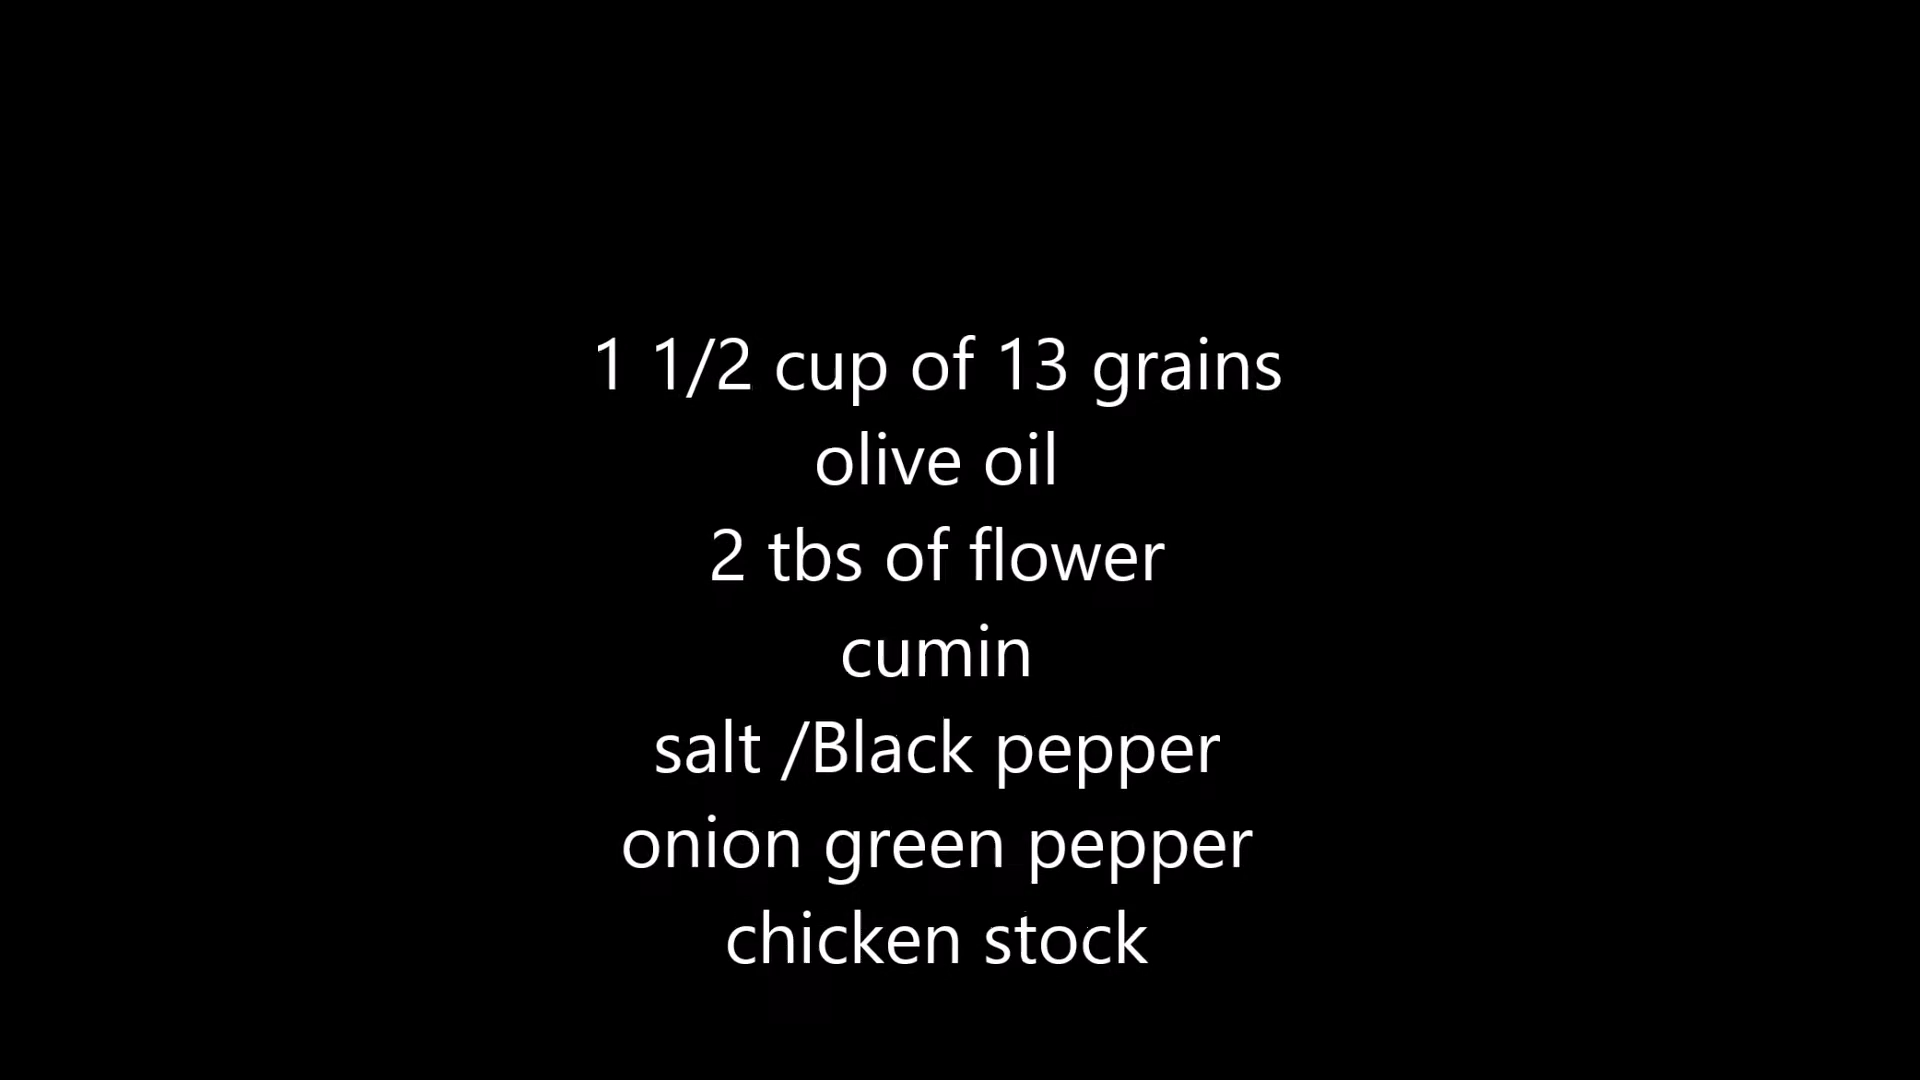 1 1/2 cup of 13 grains
olive oil
2 tbs of flower
cumin
salt /Black pepper
onion green pepper
chicken stock